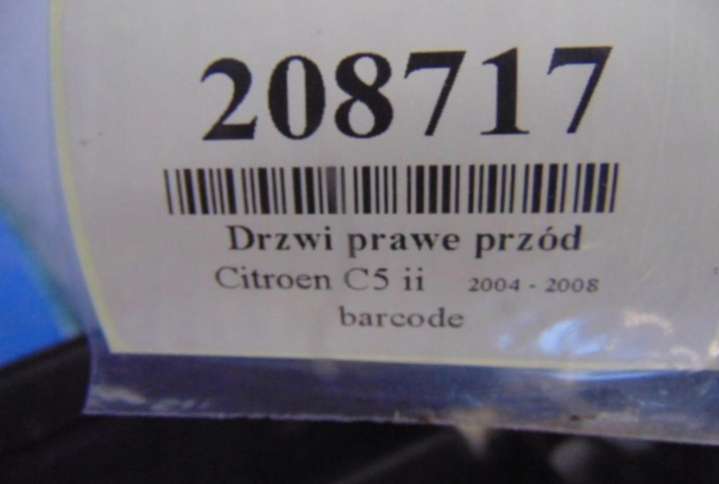 208717
Drzwi prawe przód
Citroen C5 ii 2004 - 2008
barcode